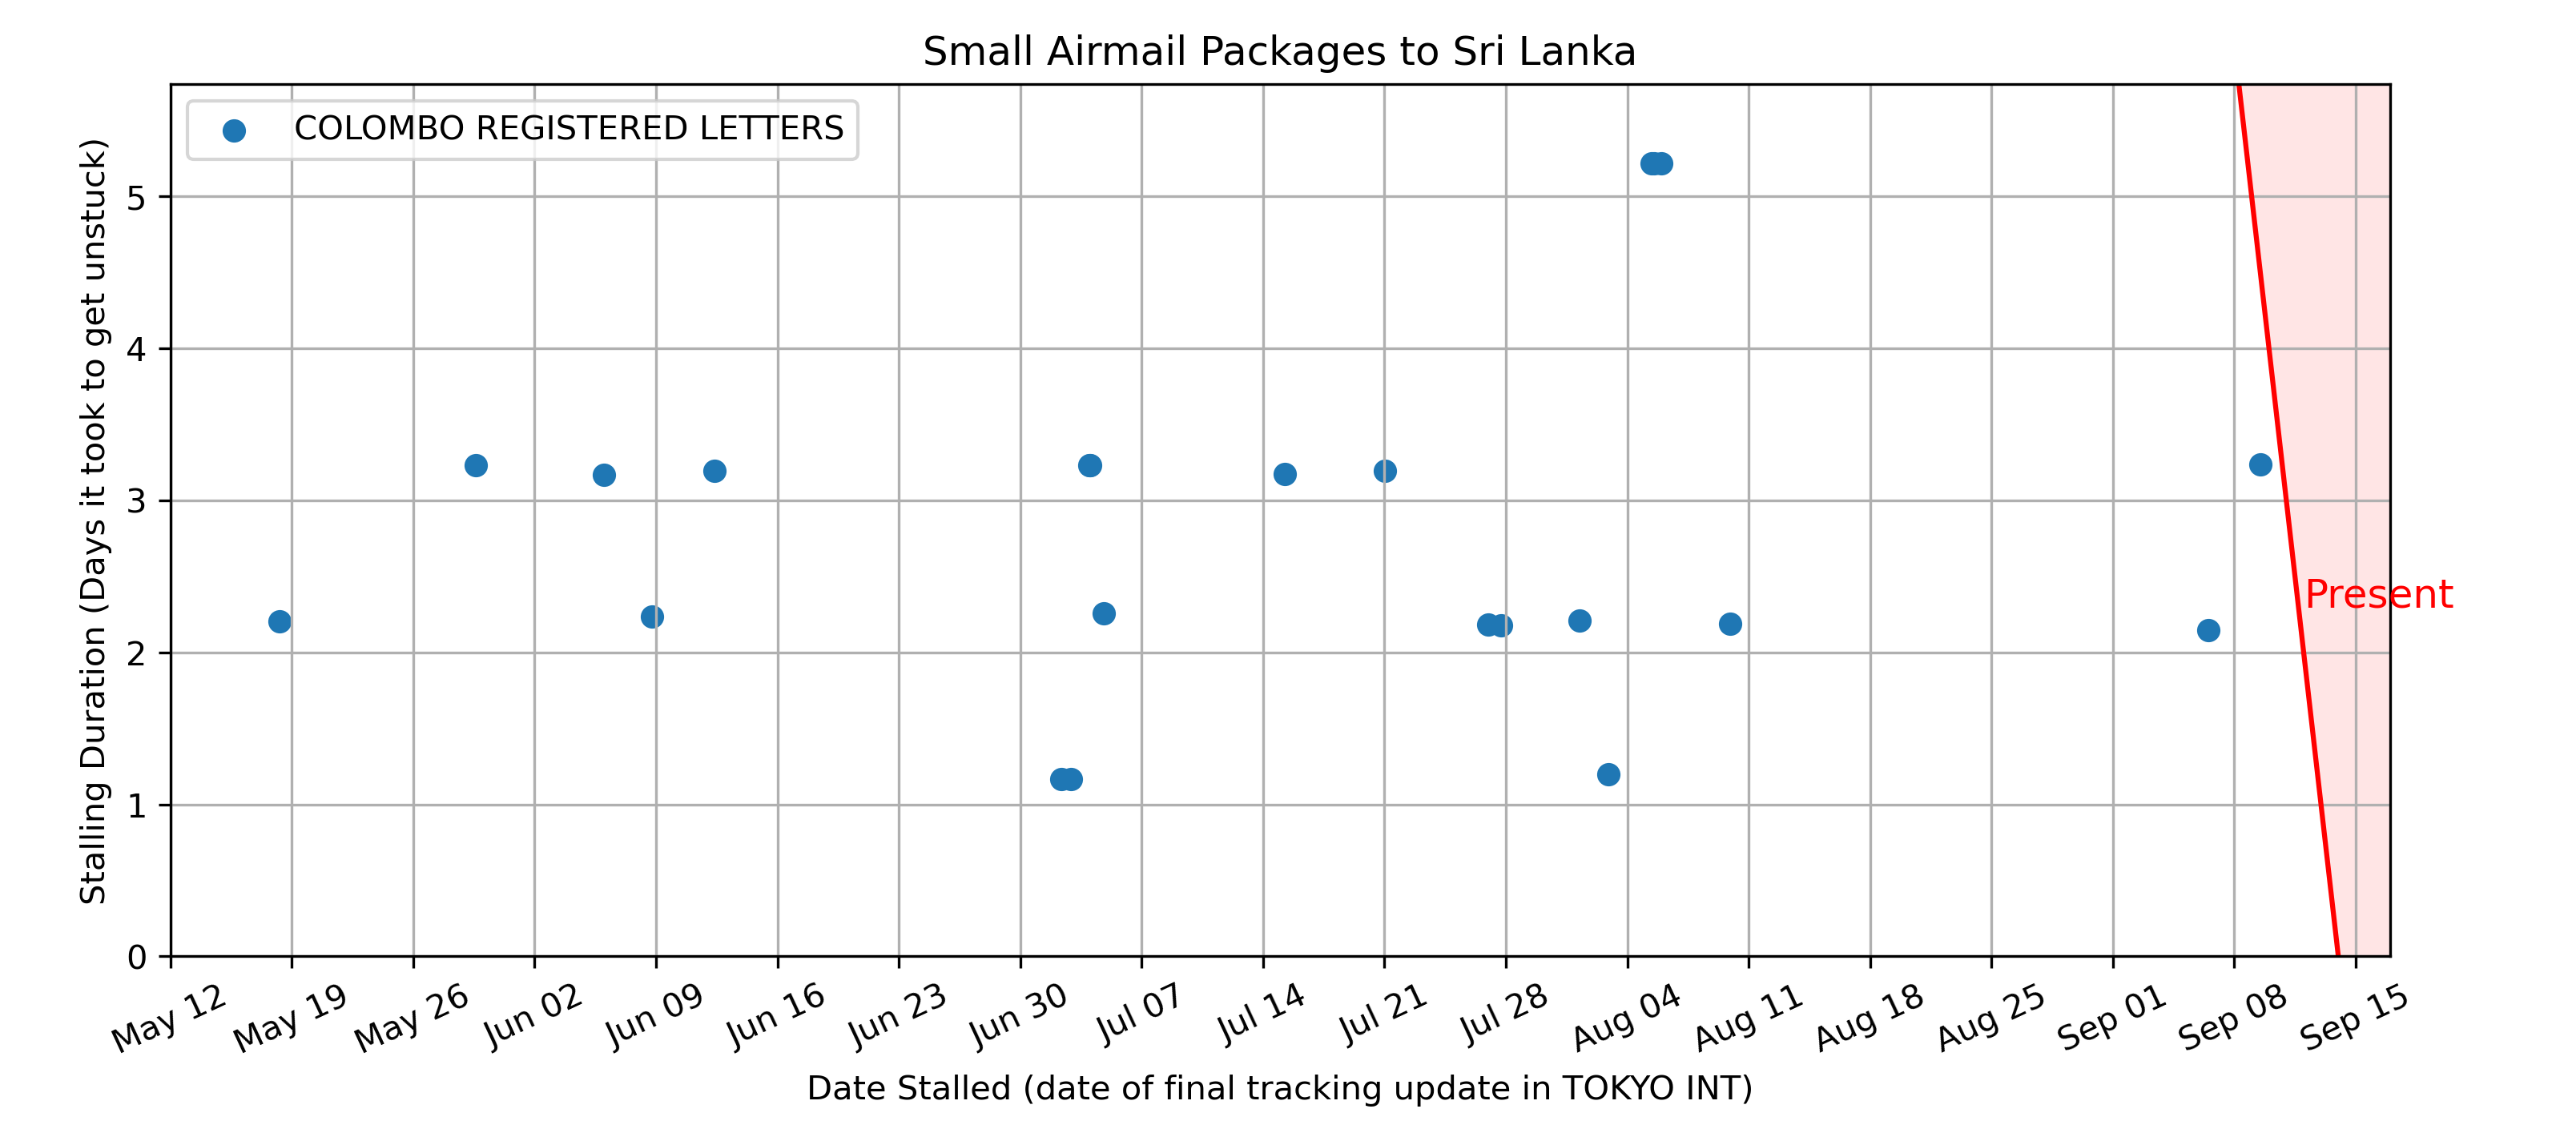 Small Airmail Packages to Sri Lanka
COLOMBO REGISTERED LETTERS
Stalling Duration (Days it took to get unstuck)
5
4
3
2
1
0
Present
May 12
May 19
May 26
Jun 02
Jun 09
Jun 16
Jun 23
Jun 30
Jul 07
Jul 14
Jul 21
Jul 28
Aug 04
Aug 11
Aug 18
Aug 25
Sep 01
Sep 08
Sep 15
Date Stalled (date of final tracking update in TOKYO INT)